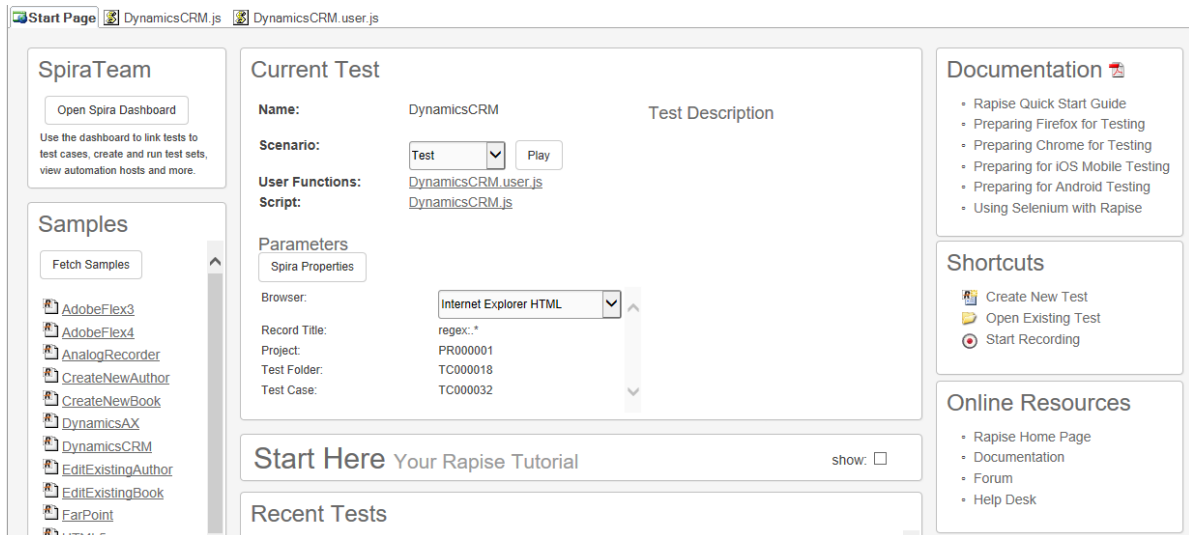 Start Page DynamicsCRM.js DynamicsCRM.user.js
SpiraTeam
Open Spira Dashboard
Use the dashboard to link tests to
test cases, create and run test sets,
view automation hosts and more.
Samples
Fetch Samples
AdobeFlex3
AdobeFlex4
AnalogRecorder
CreateNewAuthor
CreateNewBook
DynamicsAX
DynamicsCRM
EditExistingAuthor
EditExistingBook
FarPoint
Current Test
Name: DynamicsCRM
Test Description
Scenario: Test Play
User Functions: DynamicsCRM.user.js
Script: DynamicsCRM.js
Parameters
Spira Properties
Browser: Internet Explorer HTML
Record Title: regex:.*
Project: PR000001
Test Folder: TC000018
Test Case: TC000032
Start Here Your Rapise Tutorial show:
Recent Tests
Documentation
Rapise Quick Start Guide
Preparing Firefox for Testing
Preparing Chrome for Testing
Preparing for iOS Mobile Testing
Preparing for Android Testing
Using Selenium with Rapise
Shortcuts
Create New Test
Open Existing Test
Start Recording
Online Resources
Rapise Home Page
Documentation
Forum
Help Desk